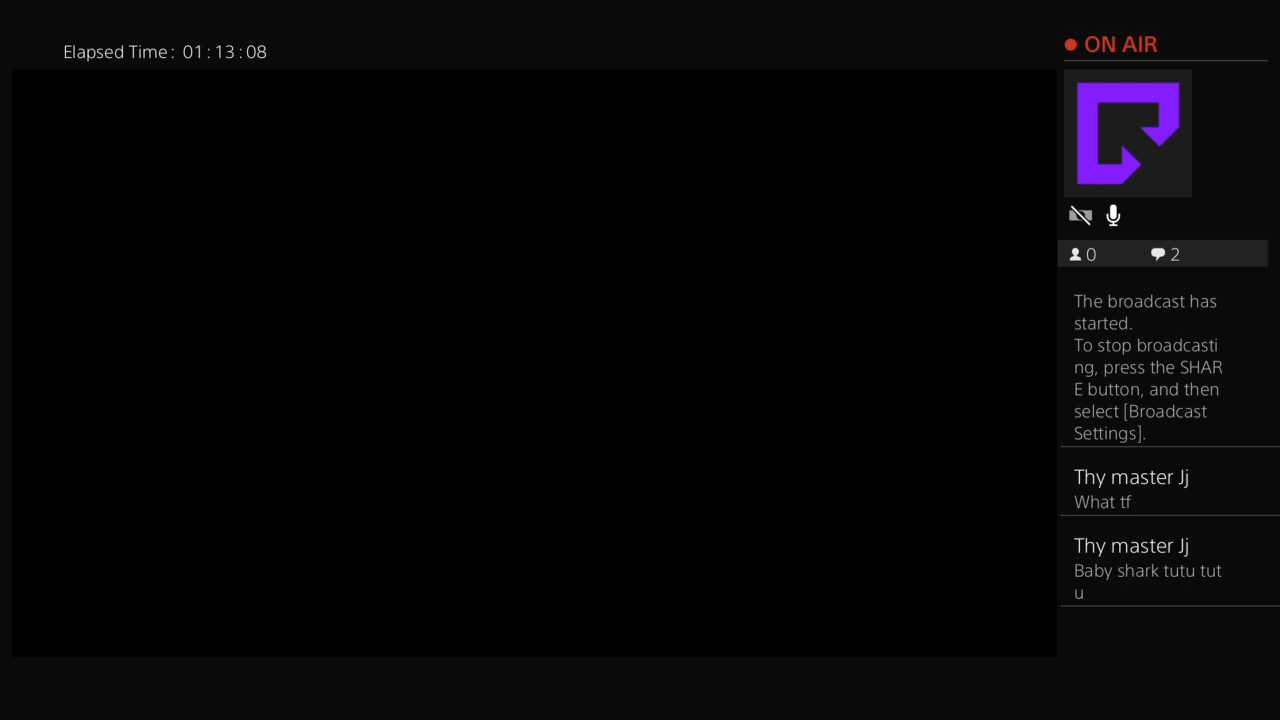 Elapsed Time: 01:13:08
ON AIR
0 2
The broadcast has
started.
To stop broadcasti
ng, press the SHAR
E button, and then
select [Broadcast
Settings].
Thy master Jj
What tf
Thy master Jj
Baby shark tutu tut
u